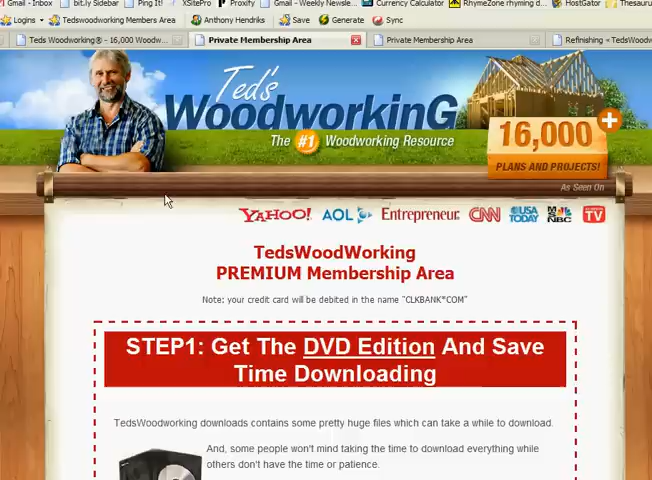 Gmail - Inbox bit.ly Sidebar Ping It! XSitePro Proxify Gmail - Weekly Newsle... Currency Calculator RhymeZone rhyming d... HostGator Thesauru
Logins Tedswoodworking Members Area Anthony Hendriks Save Generate Sync
Teds Woodworking® - 16,000 Woodw... Private Membership Area Private Membership Area Refinishing « TedsWoodw
Ted's
WoodworkinG
The #1 Woodworking Resource
16,000
PLANS AND PROJECTS!
As Seen On
YAHOO! AOL Entrepreneur. CNN USA TODAY MSNBC AS SEEN ON TV
TedsWoodWorking
PREMIUM Membership Area
Note: your credit card will be debited in the name "CLKBANK*COM"
STEP1: Get The DVD Edition And Save
Time Downloading
TedsWoodworking downloads contains some pretty huge files which can take a while to download.
And, some people won't mind taking the time to download everything while
others don't have the time or patience.